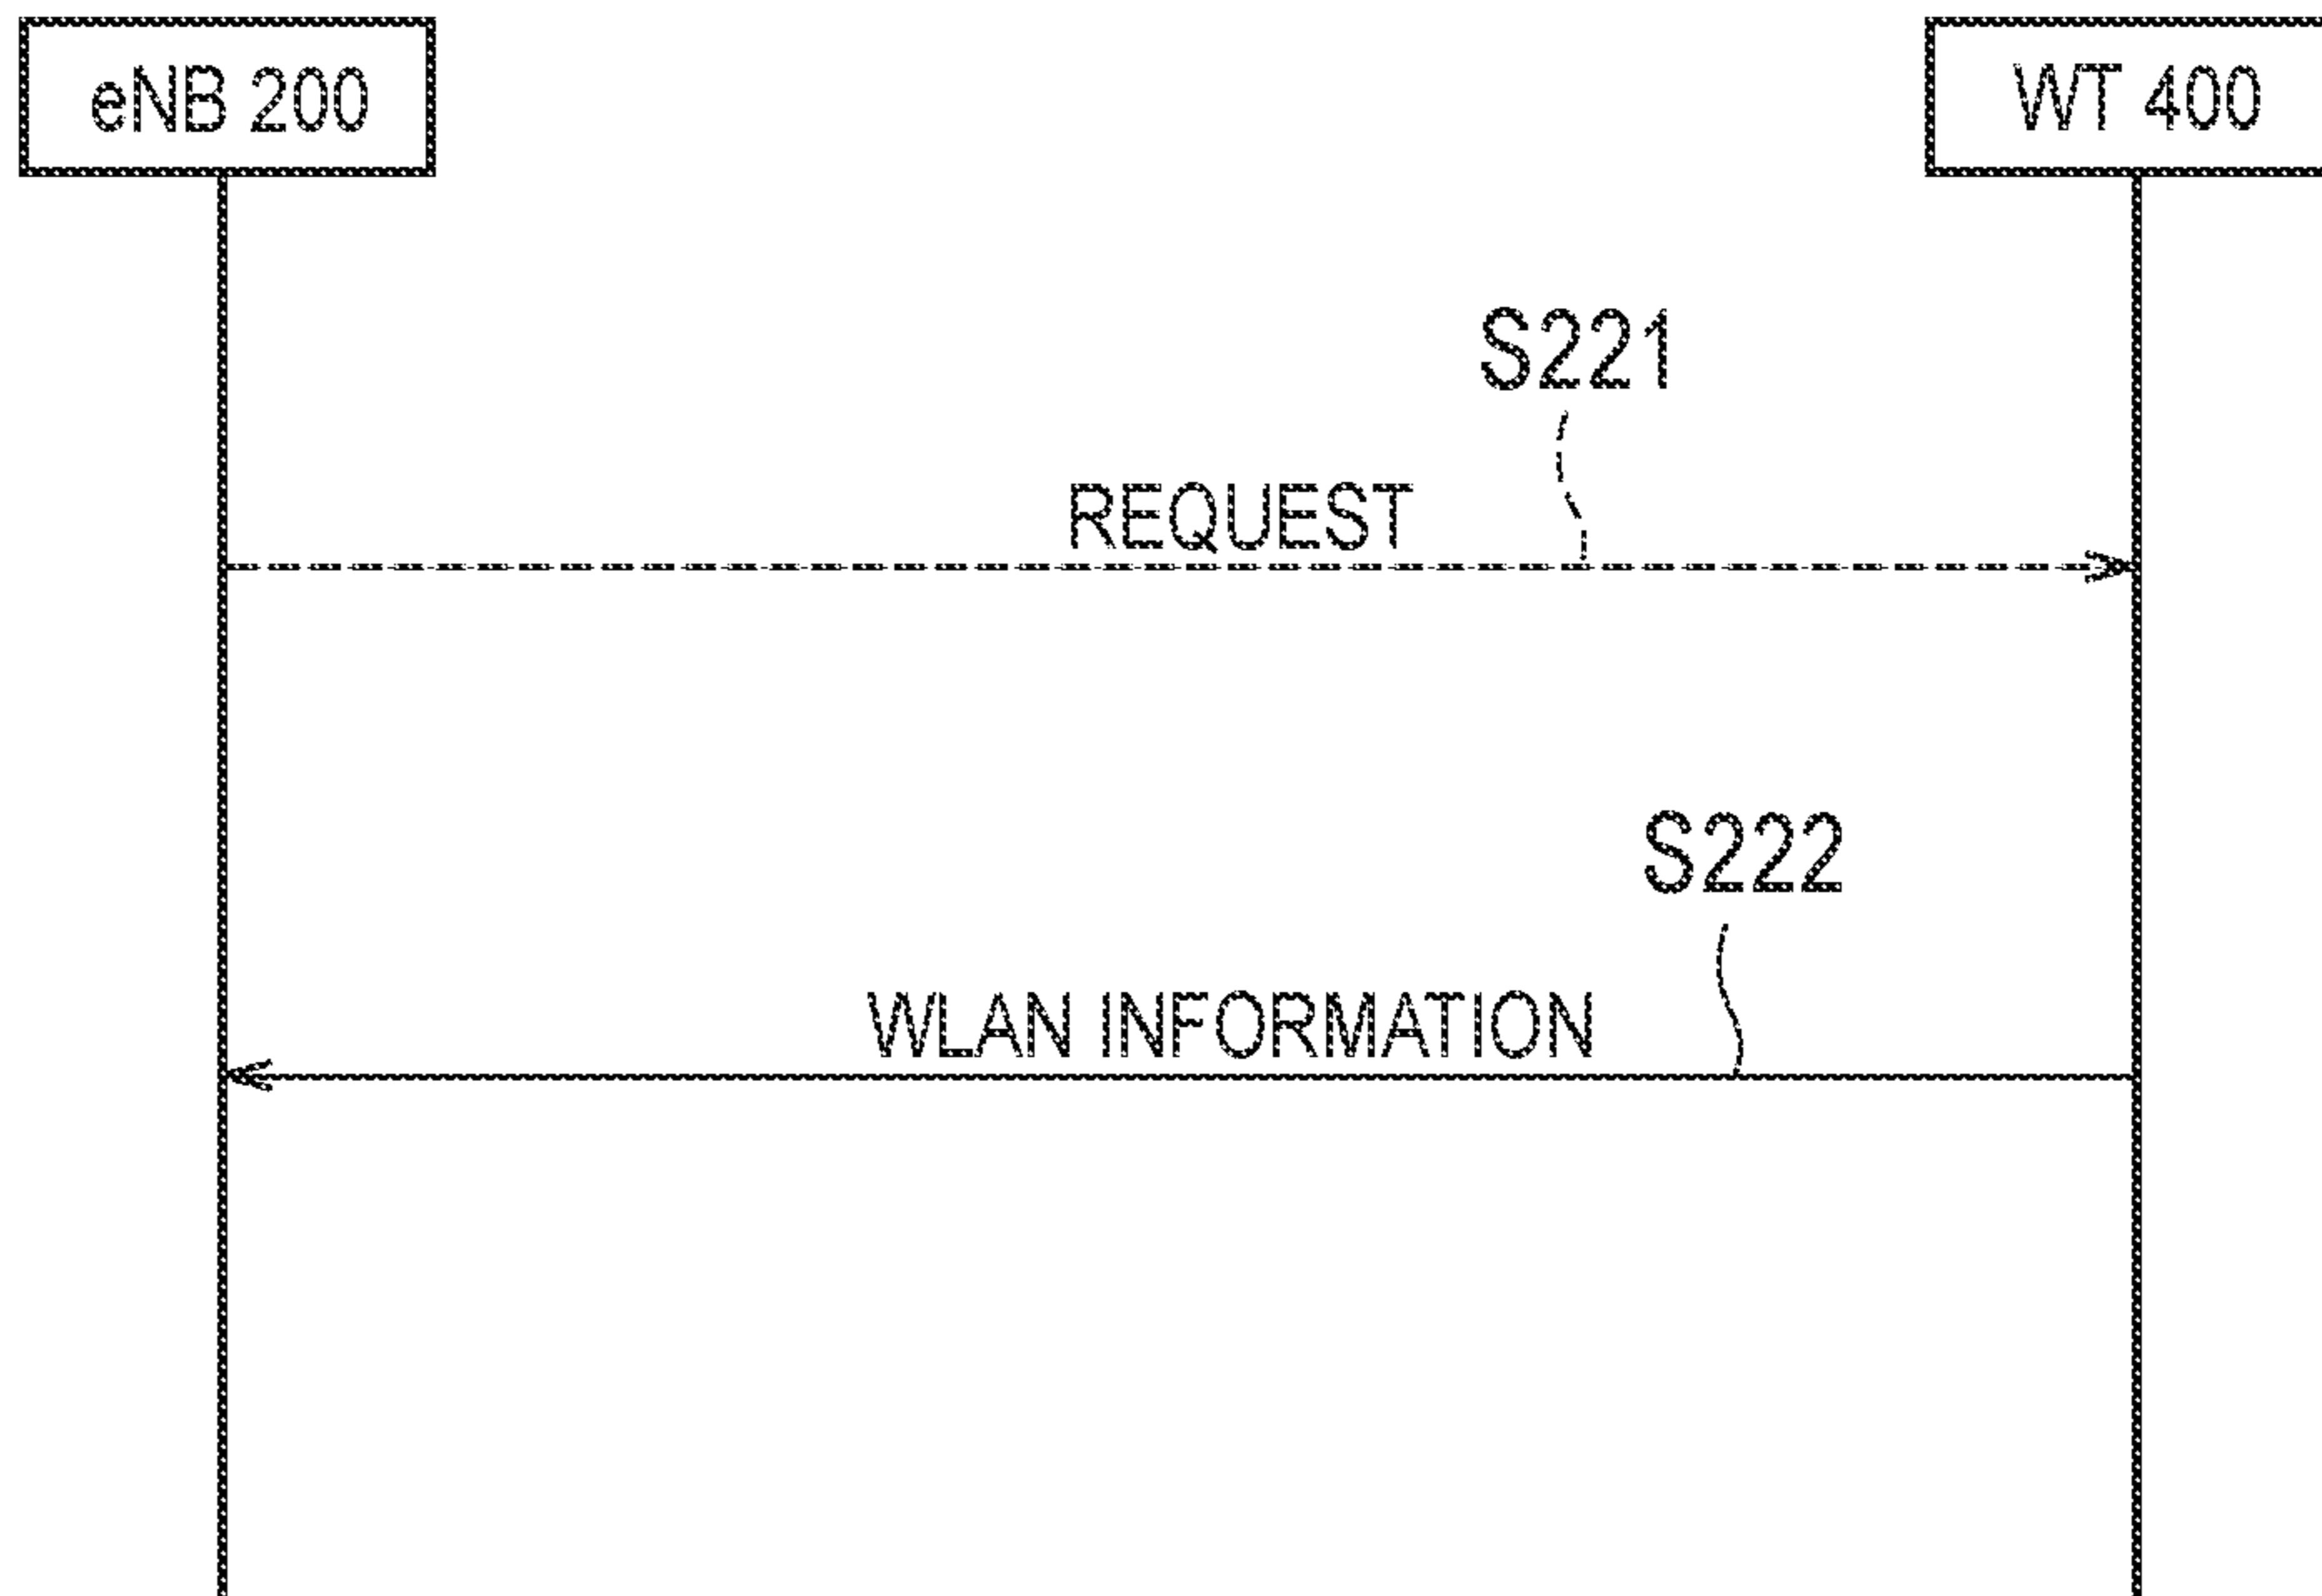 eNB 200
WT 400
S221
REQUEST
S222
WLAN INFORMATION